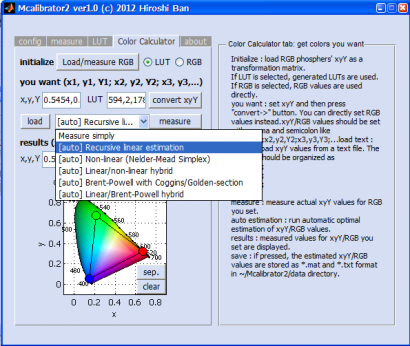 Mcalibrator2 ver1.0 (c) 2012 Hiroshi Ban
config measure LUT Color Calculator about
initialize Load/measure RGB LUT RGB
you want (x1, y1, Y1; x2, y2, Y2; x3, y3,...)
x,y,Y 0.5454,0. LUT 594,2,178 convert xyY
load [auto] Recursive li... measure
Measure simply
[auto] Recursive linear estimation
[auto] Non-linear (Nelder-Mead Simplex)
[auto] Linear/non-linear hybrid
[auto] Brent-Powell with Coggins/Golden-section
[auto] Linear/Brent-Powell hybrid
results
x,y,Y 0.5
0.8
0.6
0.4
0.2
0
y
0 0.2 0.4 0.6 0.8
x
540
560
500
480
sep.
clear
Color Calculator tab: get colors you want
Initialize : load RGB phosphers' xyY as a
transformation matrix.
If LUT is selected, generated LUTs are used.
If RGB is selected, RGB values are used
directly.
you want : set xyY and then press
"convert->" button. You can directly set RGB
values instead.xyY/RGB values should be set
comma and semicolon like
x2,y2,Y2;x3,y3,Y3;...load text :
xyY values from a text file. The
should be organized as
measure : measure actual xyY values for RGB
you set.
auto estimation : run automatic optimal
estimation of xyY/RGB values.
results : measured values for xyY/RGB you
set are displayed.
save : if pressed, the estimated xyY/RGB
values are stored as *.mat and *.txt format
in ~/Mcalibrator2/data directory.